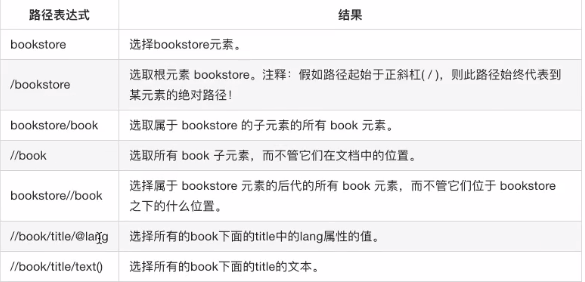 路径表达式 结果
bookstore 选择bookstore元素。
/bookstore 选取根元素 bookstore。注释：假如路径起始于正斜杠( / )，则此路径始终代表到
某元素的绝对路径！
bookstore/book 选取属于 bookstore 的子元素的所有 book 元素。
//book 选取所有 book 子元素，而不管它们在文档中的位置。
bookstore//book 选择属于 bookstore 元素的后代的所有 book 元素，而不管它们位于 bookstore
之下的什么位置。
//book/title/@lang 选择所有的book下面的title中的lang属性的值。
//book/title/text() 选择所有的book下面的title的文本。